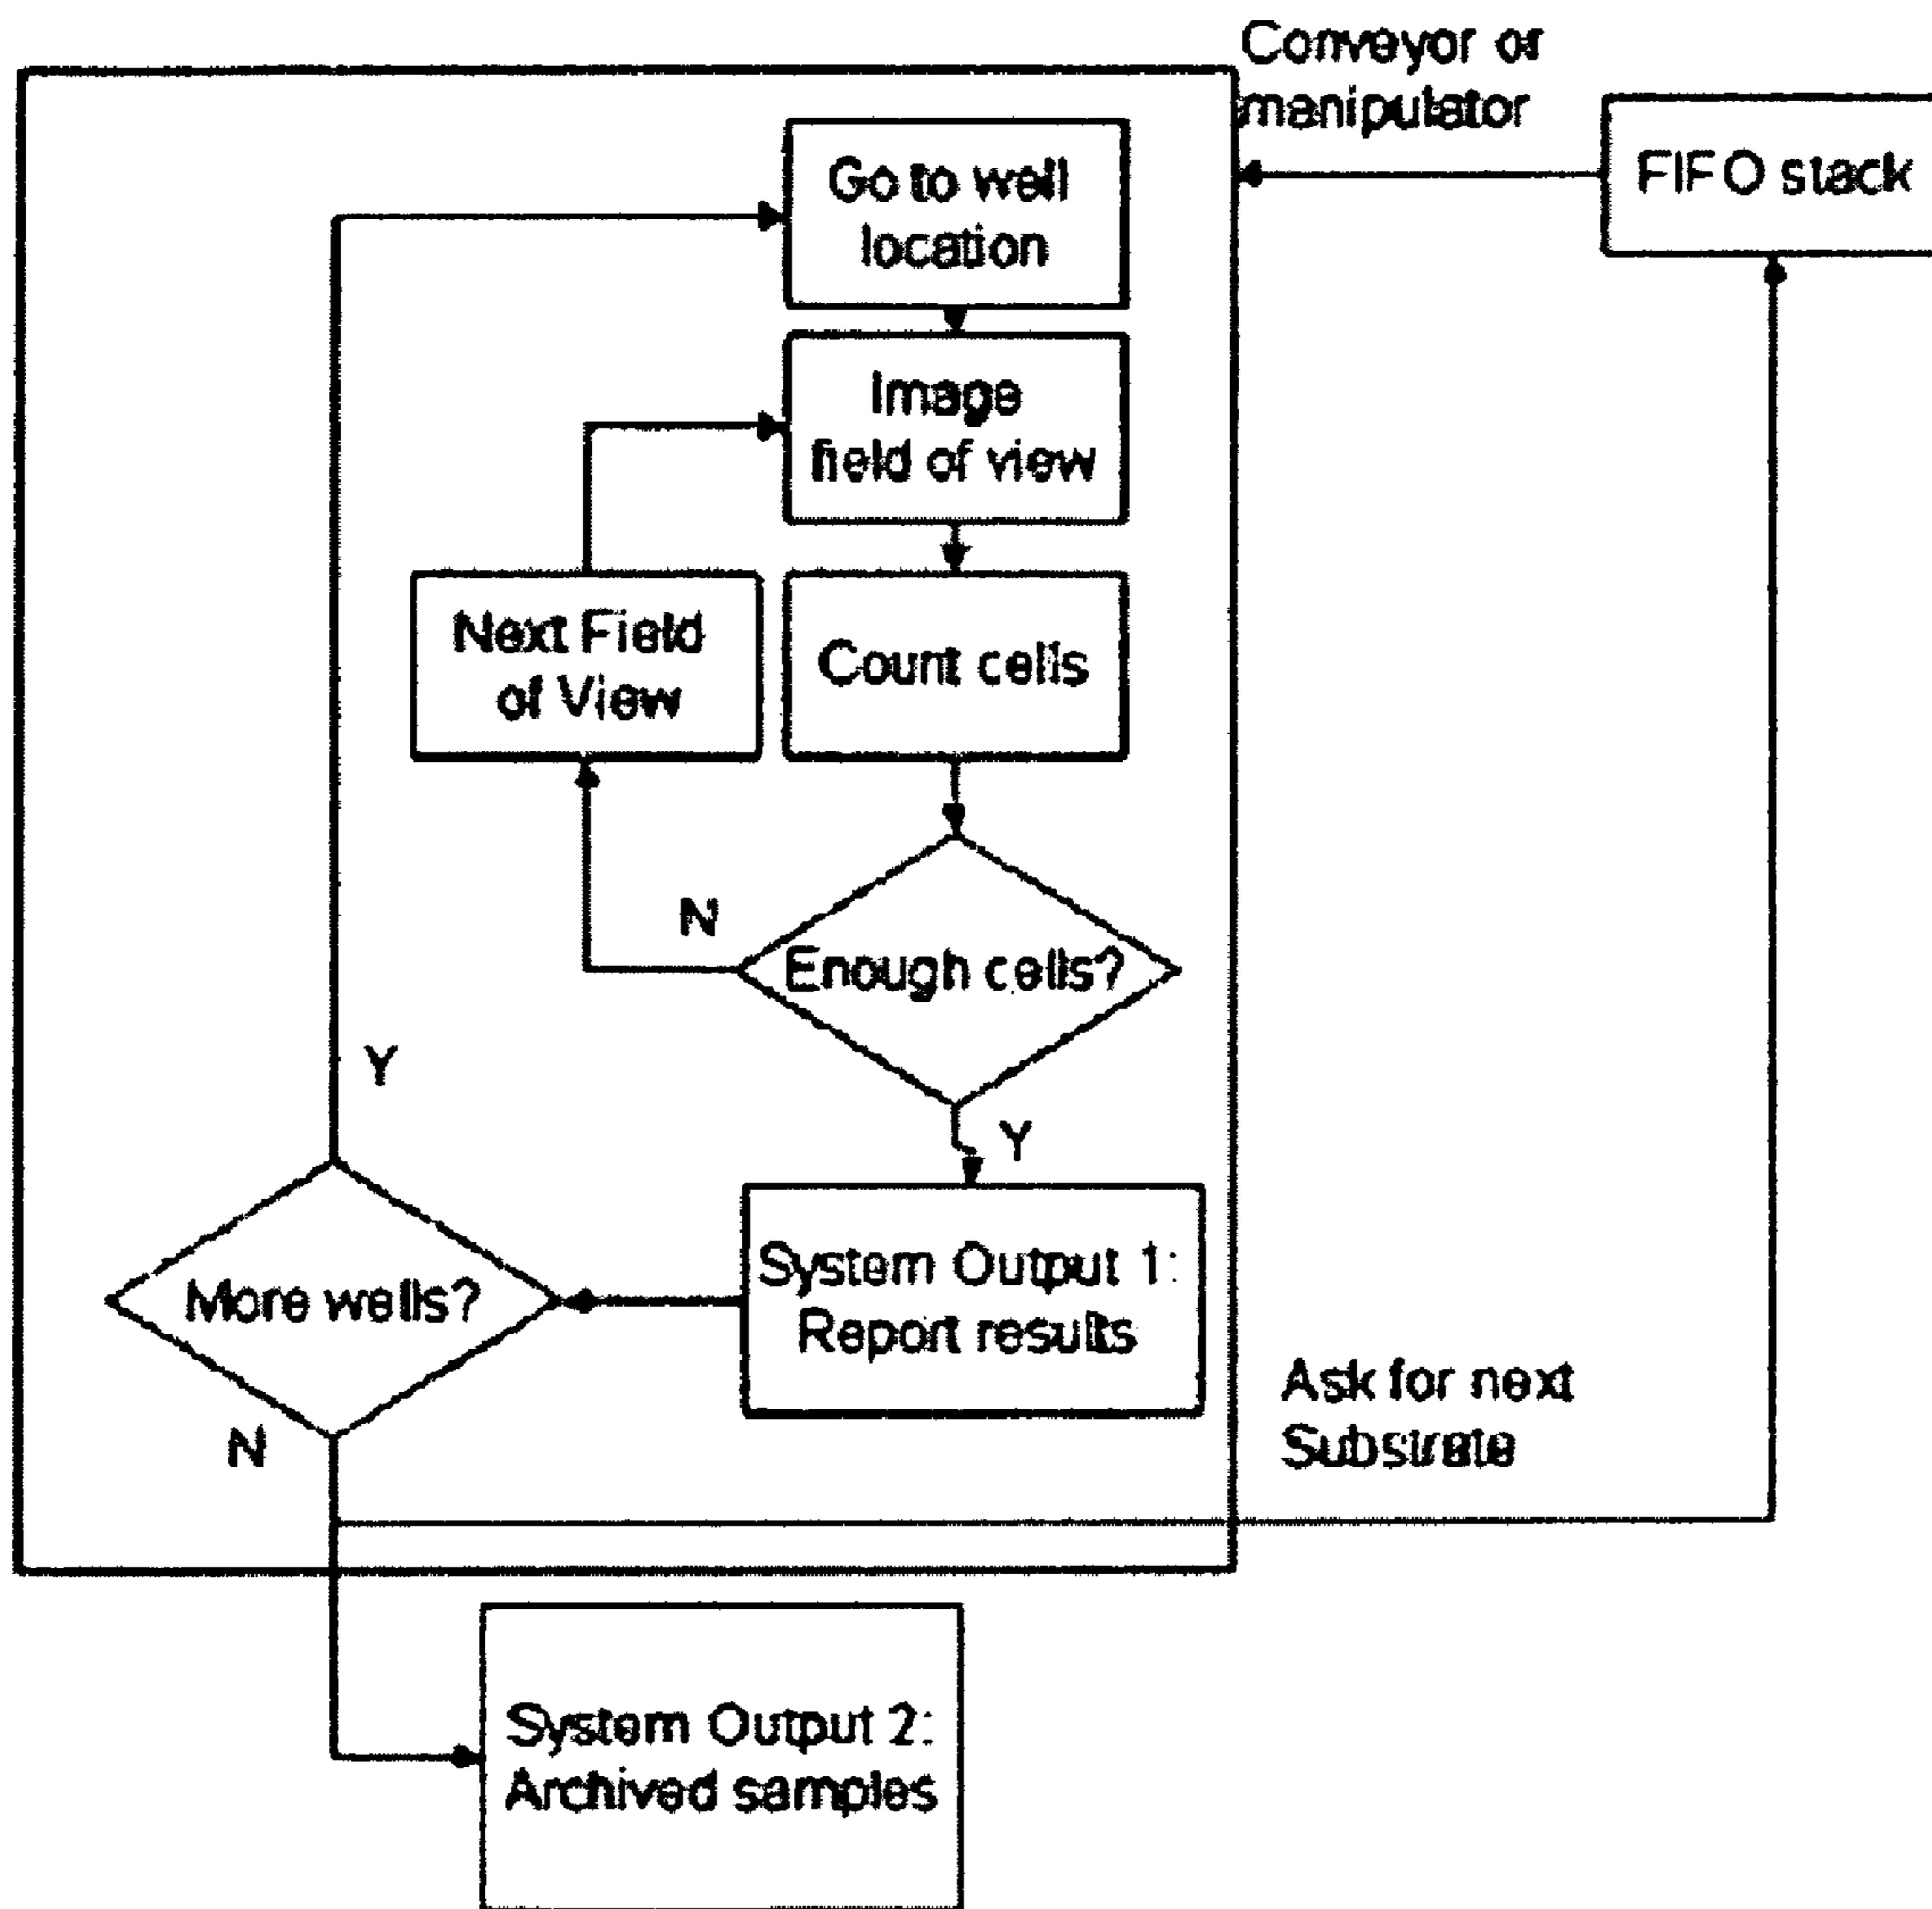 Conveyor or
manipulator
FIFO stack
Go to well
location
Image
field of view
Next Field
of View
Count cells
N
Enough cells?
Y
Y
More wells?
System Output 1:
Report results
N
Ask for next
Substrate
System Output 2:
Archived samples